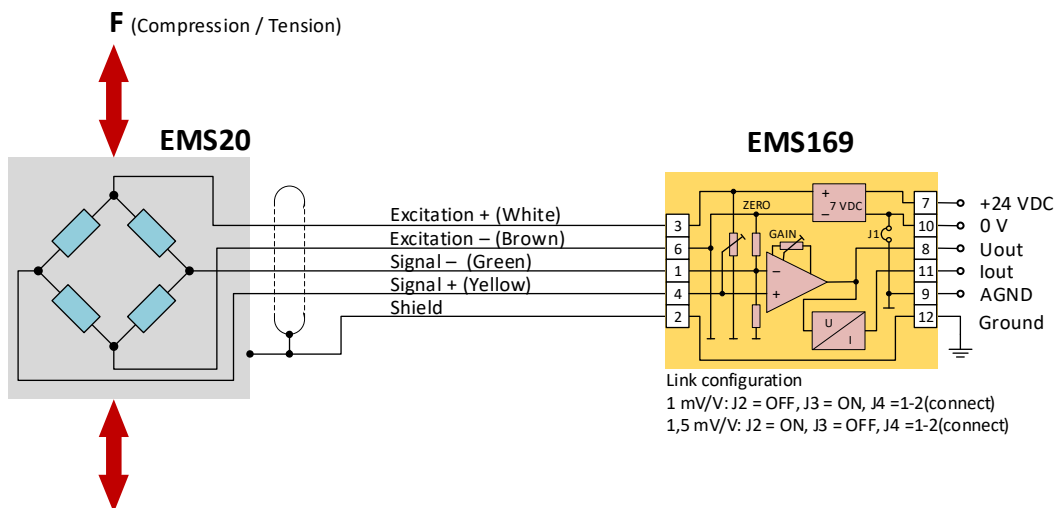 F (Compression / Tension)
EMS20
EMS169
Excitation + (White)
Excitation – (Brown)
Signal – (Green)
Signal + (Yellow)
Shield
3
6
1
4
2
ZERO
GAIN
+
–
7 VDC
J1
–
+
U
I
7
10
8
11
9
12
+24 VDC
0 V
Uout
Iout
AGND
Ground
Link configuration
1 mV/V: J2 = OFF, J3 = ON, J4 =1-2(connect)
1,5 mV/V: J2 = ON, J3 = OFF, J4 =1-2(connect)